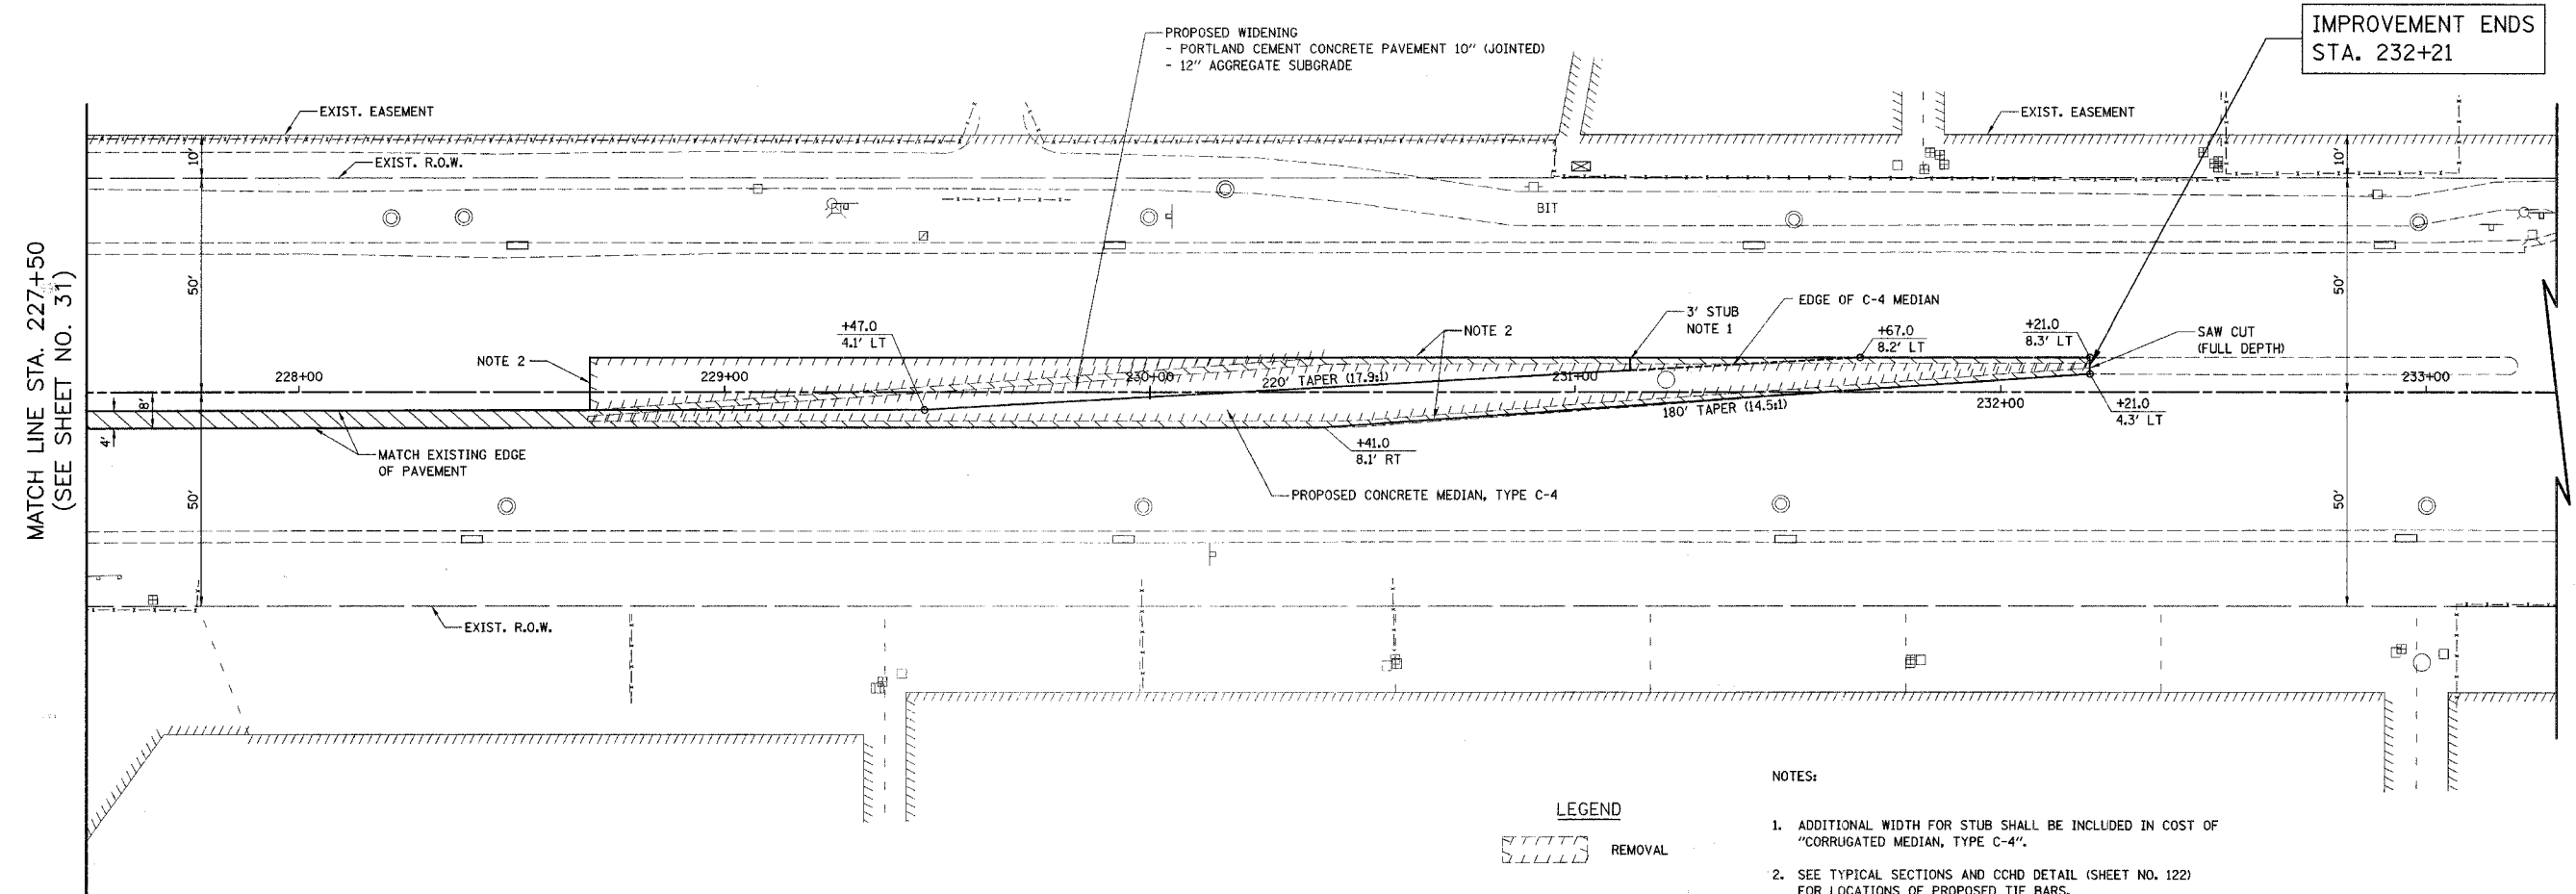 IMPROVEMENT ENDS
STA. 232+21
PROPOSED WIDENING
- PORTLAND CEMENT CONCRETE PAVEMENT 10" (JOINTED)
- 12" AGGREGATE SUBGRADE
EXIST. EASEMENT
EXIST. EASEMENT
10'
EXIST. R.O.W.
10'
BIT
MATCH LINE STA. 227+50
(SEE SHEET NO. 31)
50'
50'
EDGE OF C-4 MEDIAN
3' STUB
NOTE 1
NOTE 2
+47.0
4.1' LT
+67.0
8.2' LT
+21.0
8.3' LT
SAW CUT
(FULL DEPTH)
NOTE 2
228+00
229+00
230+00
220' TAPER (17.9:1)
231+00
232+00
233+00
8'
4'
180' TAPER (14.5:1)
+21.0
4.3' LT
MATCH EXISTING EDGE
OF PAVEMENT
+41.0
8.1' RT
50'
50'
PROPOSED CONCRETE MEDIAN, TYPE C-4
EXIST. R.O.W.
LEGEND
REMOVAL
NOTES:
1. ADDITIONAL WIDTH FOR STUB SHALL BE INCLUDED IN COST OF
"CORRUGATED MEDIAN, TYPE C-4".
2. SEE TYPICAL SECTIONS AND CCHD DETAIL (SHEET NO. 122)
FOR LOCATIONS OF PROPOSED TIE BARS.